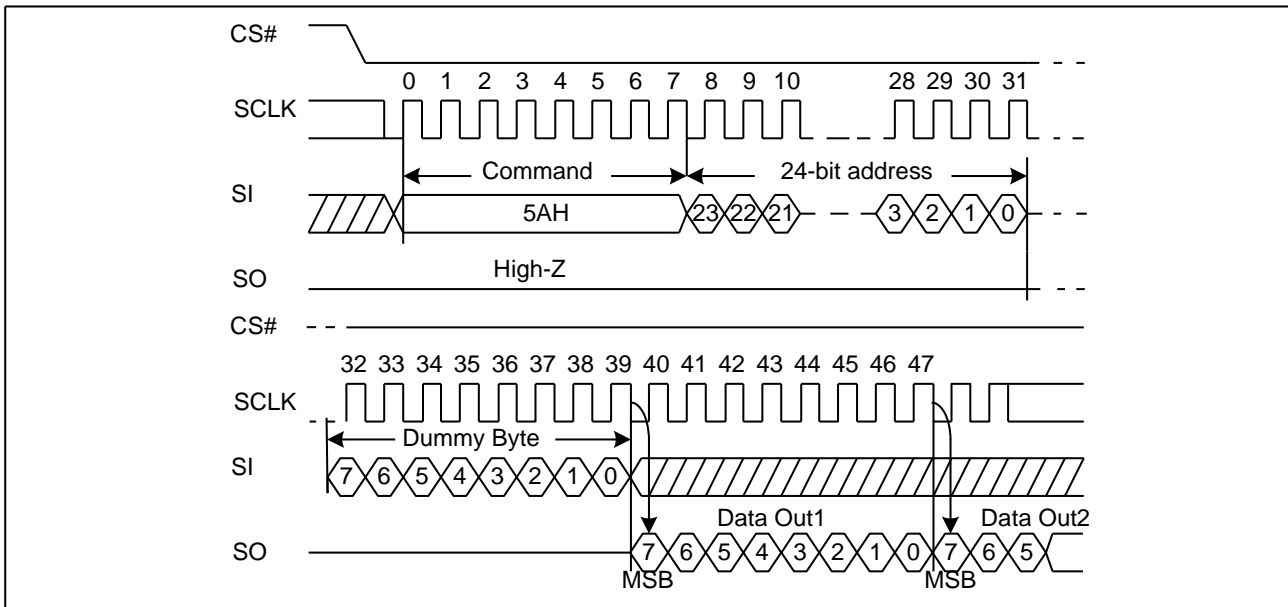 CS#
0 1 2 3 4 5 6 7 8 9 10 28 29 30 31
SCLK
Command 24-bit address
SI
5AH 23 22 21 3 2 1 0
High-Z
SO
CS#
32 33 34 35 36 37 38 39 40 41 42 43 44 45 46 47
SCLK
Dummy Byte
SI
7 6 5 4 3 2 1 0
Data Out1 Data Out2
SO
7 6 5 4 3 2 1 0 7 6 5
MSB MSB